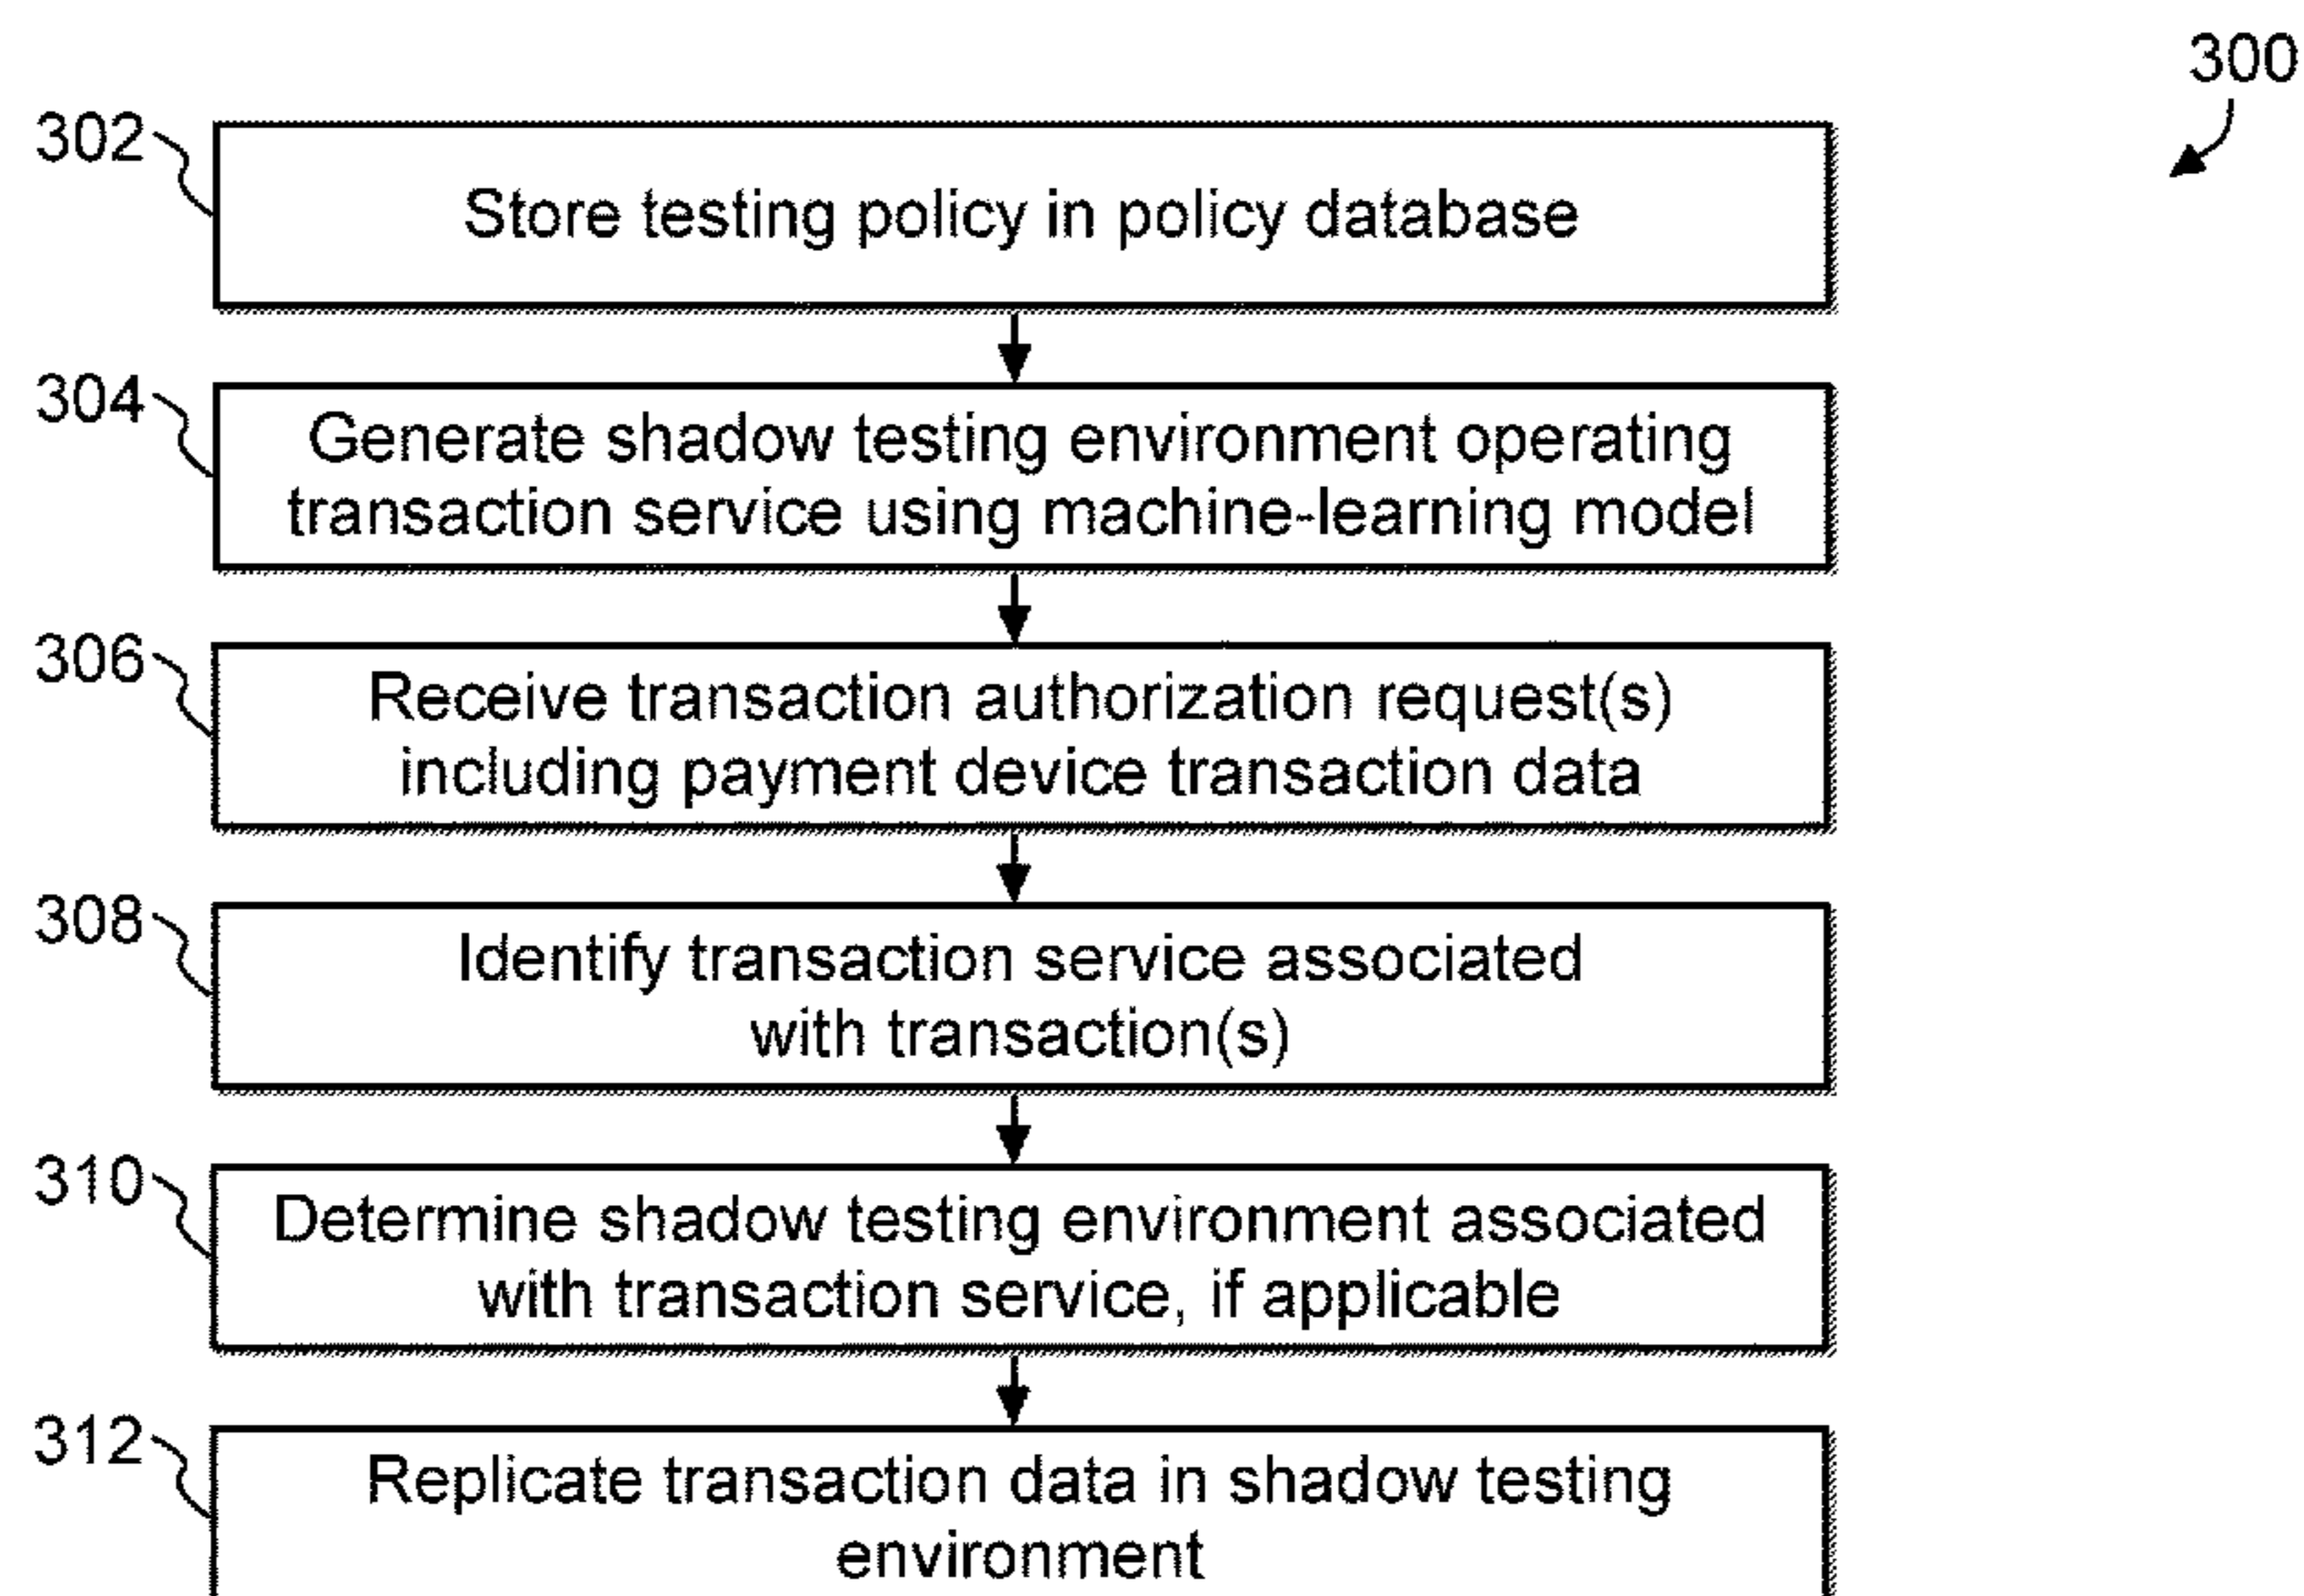 300
302
Store testing policy in policy database
304
Generate shadow testing environment operating
transaction service using machine-learning model
306
Receive transaction authorization request(s)
including payment device transaction data
308
Identify transaction service associated
with transaction(s)
310
Determine shadow testing environment associated
with transaction service, if applicable
312
Replicate transaction data in shadow testing
environment